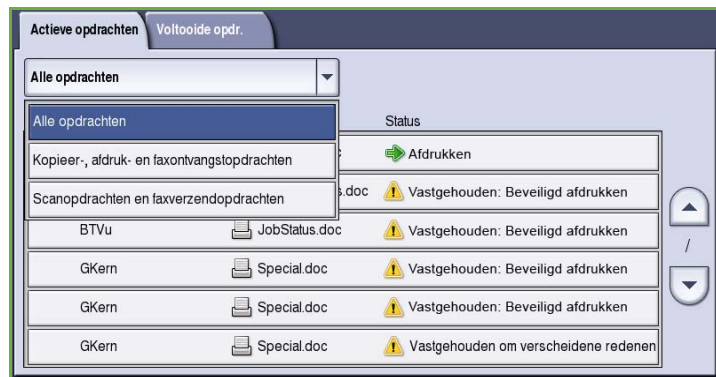 Actieve opdrachten Voltooide opdr.
Alle opdrachten
Alle opdrachten
Status
Kopieer-, afdruk- en faxontvangstopdrachten
Afdrukken
Scanopdrachten en faxverzendopdrachten
s.doc Vastgehouden: Beveiligd afdrukken
BTVu JobStatus.doc Vastgehouden: Beveiligd afdrukken
/
GKern Special.doc Vastgehouden: Beveiligd afdrukken
GKern Special.doc Vastgehouden: Beveiligd afdrukken
GKern Special.doc Vastgehouden om verscheidene redenen